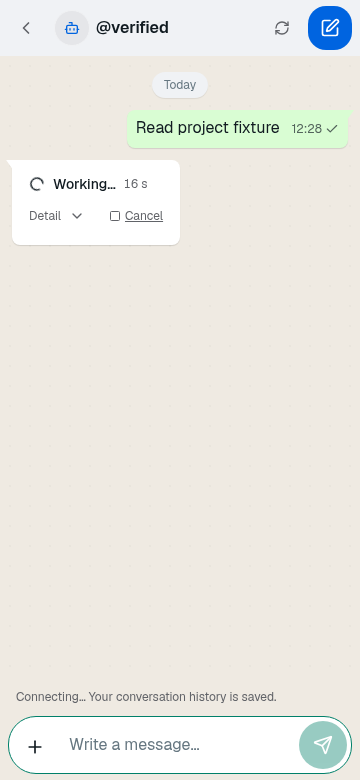 @verified
Today
Read project fixture 12:28
Working... 16 s
Detail Cancel
Connecting... Your conversation history is saved.
Write a message...